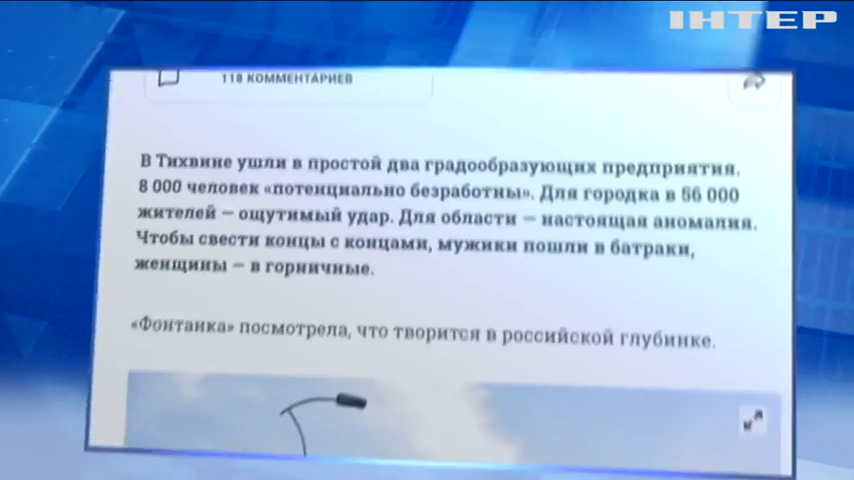 ІНТЕР
118 КОММЕНТАРИЕВ
В Тихвине ушли в простой два градообразующих предприятия.
8 000 человек «потенциально безработны». Для городка в 56 000
жителей — ощутимый удар. Для области — настоящая аномалия.
Чтобы свести концы с концами, мужики пошли в батраки,
женщины — в горничные.
«Фонтанка» посмотрела, что творится в российской глубинке.